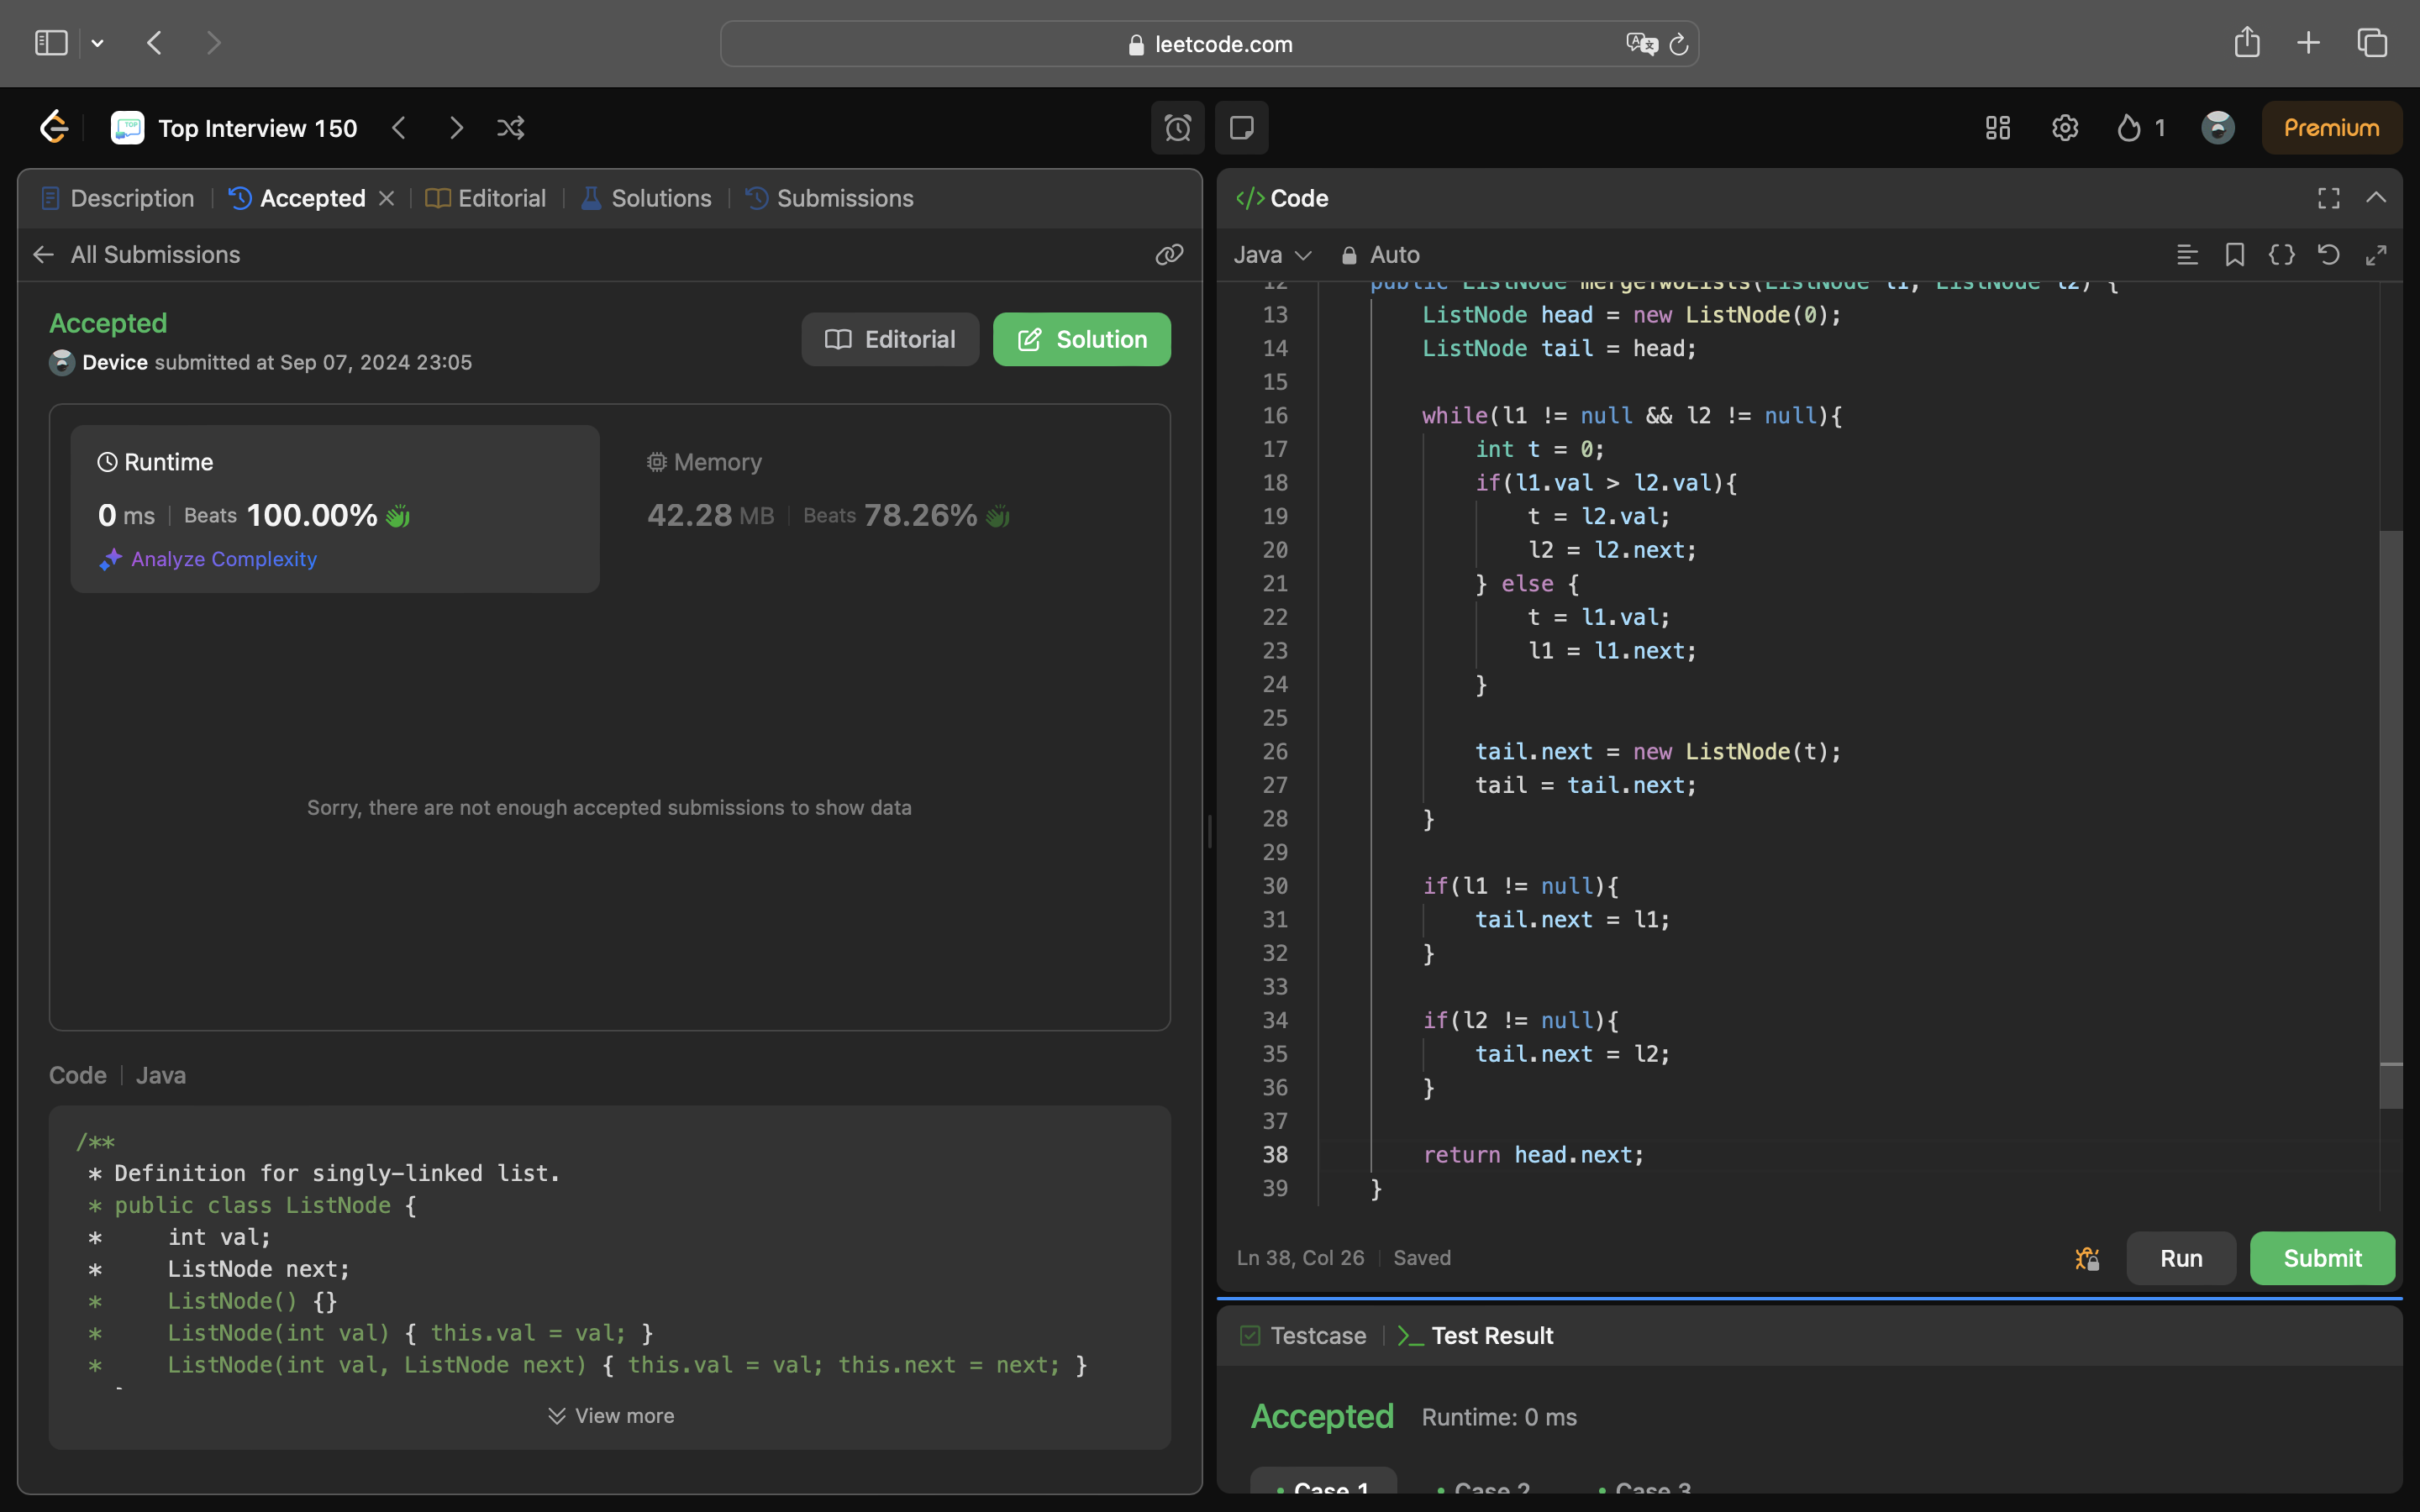 leetcode.com
Top Interview 150
1
Premium
Description
Accepted
Editorial
Solutions
Submissions
All Submissions
Accepted
Editorial
Solution
Device submitted at Sep 07, 2024 23:05
Runtime
0 ms | Beats 100.00%
Analyze Complexity
Memory
42.28 MB | Beats 78.26%
Sorry, there are not enough accepted submissions to show data
Code | Java
/**
 * Definition for singly-linked list.
 * public class ListNode {
 *     int val;
 *     ListNode next;
 *     ListNode() {}
 *     ListNode(int val) { this.val = val; }
 *     ListNode(int val, ListNode next) { this.val = val; this.next = next; }
View more
</> Code
Java
Auto
12     public ListNode mergeTwoLists(ListNode l1, ListNode l2) {
13         ListNode head = new ListNode(0);
14         ListNode tail = head;
15
16         while(l1 != null && l2 != null){
17             int t = 0;
18             if(l1.val > l2.val){
19                 t = l2.val;
20                 l2 = l2.next;
21             } else {
22                 t = l1.val;
23                 l1 = l1.next;
24             }
25
26             tail.next = new ListNode(t);
27             tail = tail.next;
28         }
29
30         if(l1 != null){
31             tail.next = l1;
32         }
33
34         if(l2 != null){
35             tail.next = l2;
36         }
37
38         return head.next;
39     }
Ln 38, Col 26 | Saved
Run
Submit
Testcase
Test Result
Accepted
Runtime: 0 ms
Case 1
Case 2
Case 3